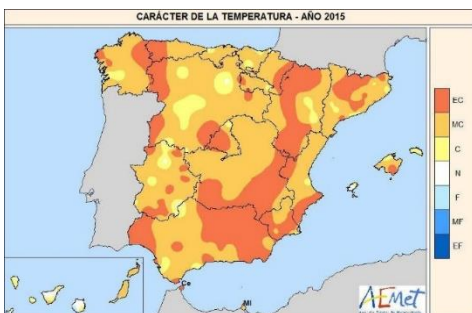 CARÁCTER DE LA TEMPERATURA - AÑO 2015
EC
MC
C
N
F
MF
EF
Ce
Ml
AEMet